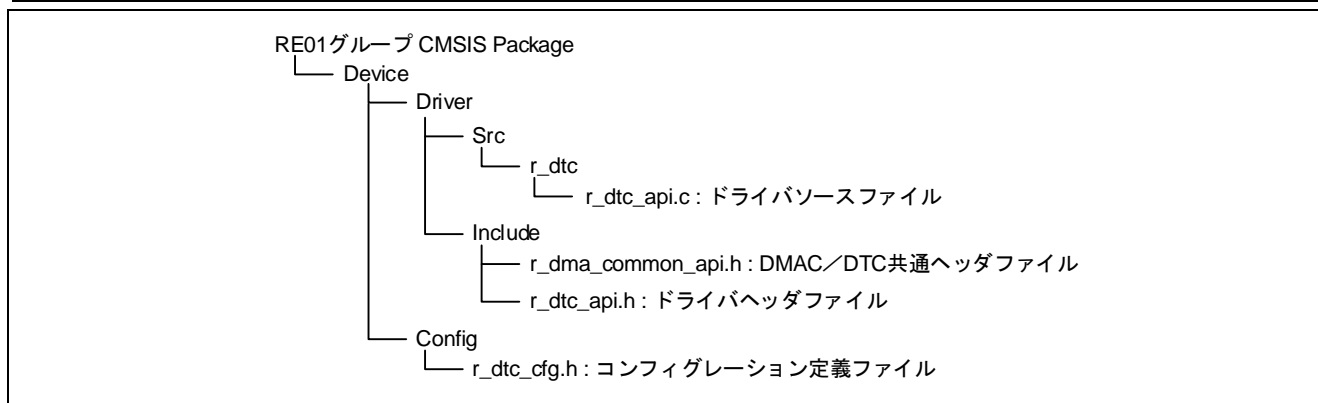 RE01グループ CMSIS Package
Device
Driver
Src
r_dtc
r_dtc_api.c : ドライバソースファイル
Include
r_dma_common_api.h : DMAC／DTC共通ヘッダファイル
r_dtc_api.h : ドライバヘッダファイル
Config
r_dtc_cfg.h : コンフィグレーション定義ファイル